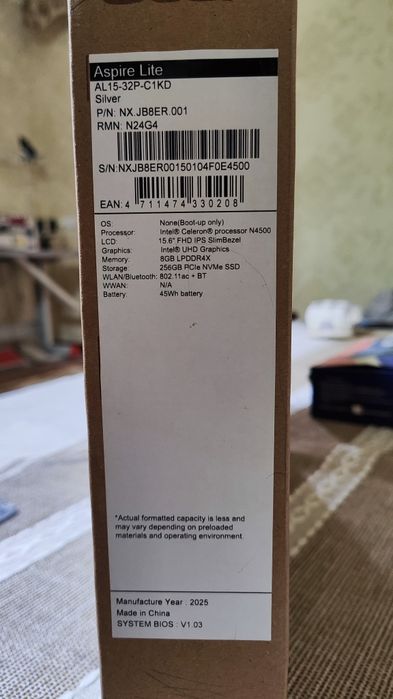 Aspire Lite
AL15-32P-C1KD
Silver
P/N: NX.JB8ER.001
RMN: N24G4
S/N:NXJB8ER00150104F0E4500
EAN: 4 711474 330208
OS: None(Boot-up only)
Processor: Intel® Celeron® processor N4500
LCD: 15.6" FHD IPS SlimBezel
Graphics: Intel® UHD Graphics
Memory: 8GB LPDDR4X
Storage: 256GB PCIe NVMe SSD
WLAN/Bluetooth: 802.11ac + BT
WWAN: N/A
Battery: 45Wh battery
*Actual formatted capacity is less and
may vary depending on preloaded
materials and operating environment
Manufacture Year : 2025
Made in China
SYSTEM BIOS : V1.03